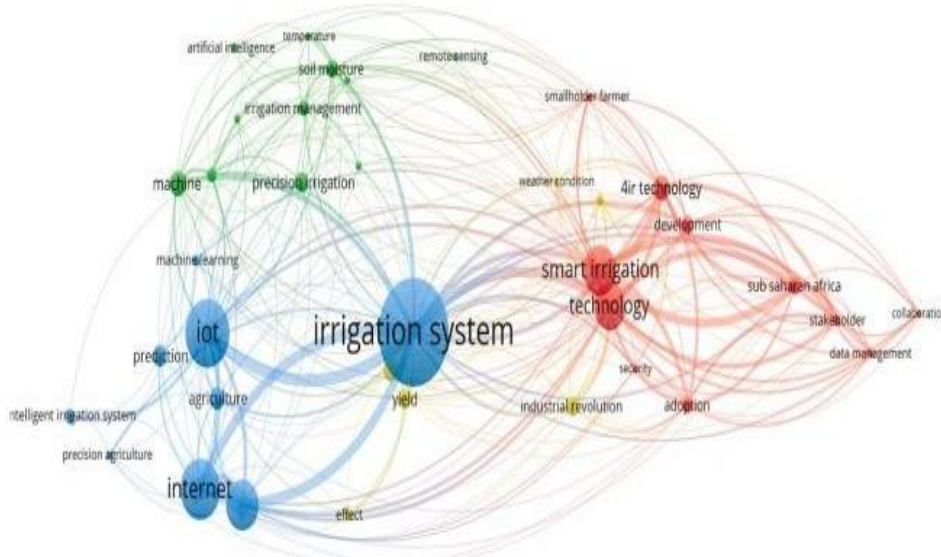 temperature
artificial intelligence
remote sensing
soil moisture
smallholder farmer
irrigation management
machine
precision irrigation
weather condition
4ir technology
development
machine learning
smart irrigation
technology
sub saharan africa
iot
irrigation system
stakeholder
collaboratio
prediction
data management
security
agriculture
yield
industrial revolution
adoption
ntelligent irrigation system
precision agriculture
internet
effect